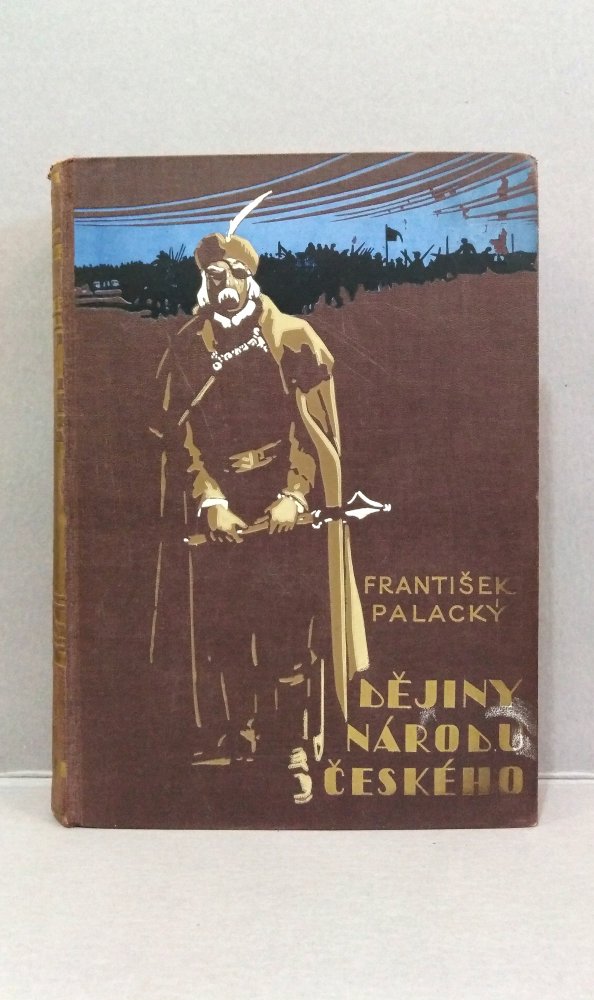 FRANTIŠEK
PALACKÝ
DĚJINY
NÁRODU
ČESKÉHO